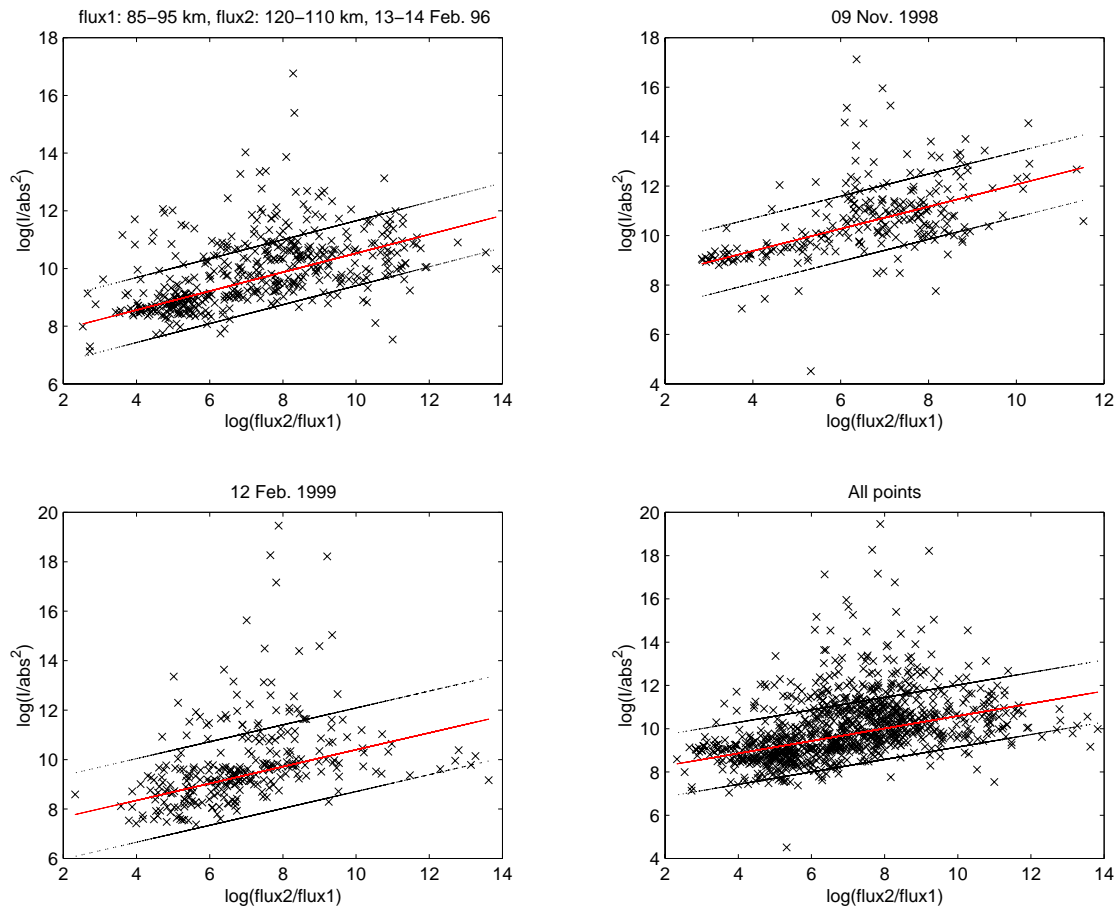 flux1: 85−95 km, flux2: 120−110 km, 13−14 Feb. 96
18
16
14
12
10
8
6
log(I/abs²)
2 4 6 8 10 12 14
log(flux2/flux1)
09 Nov. 1998
18
16
14
12
10
8
6
4
log(I/abs²)
2 4 6 8 10 12
log(flux2/flux1)
12 Feb. 1999
20
18
16
14
12
10
8
6
log(I/abs²)
2 4 6 8 10 12 14
log(flux2/flux1)
All points
20
18
16
14
12
10
8
6
4
log(I/abs²)
2 4 6 8 10 12 14
log(flux2/flux1)